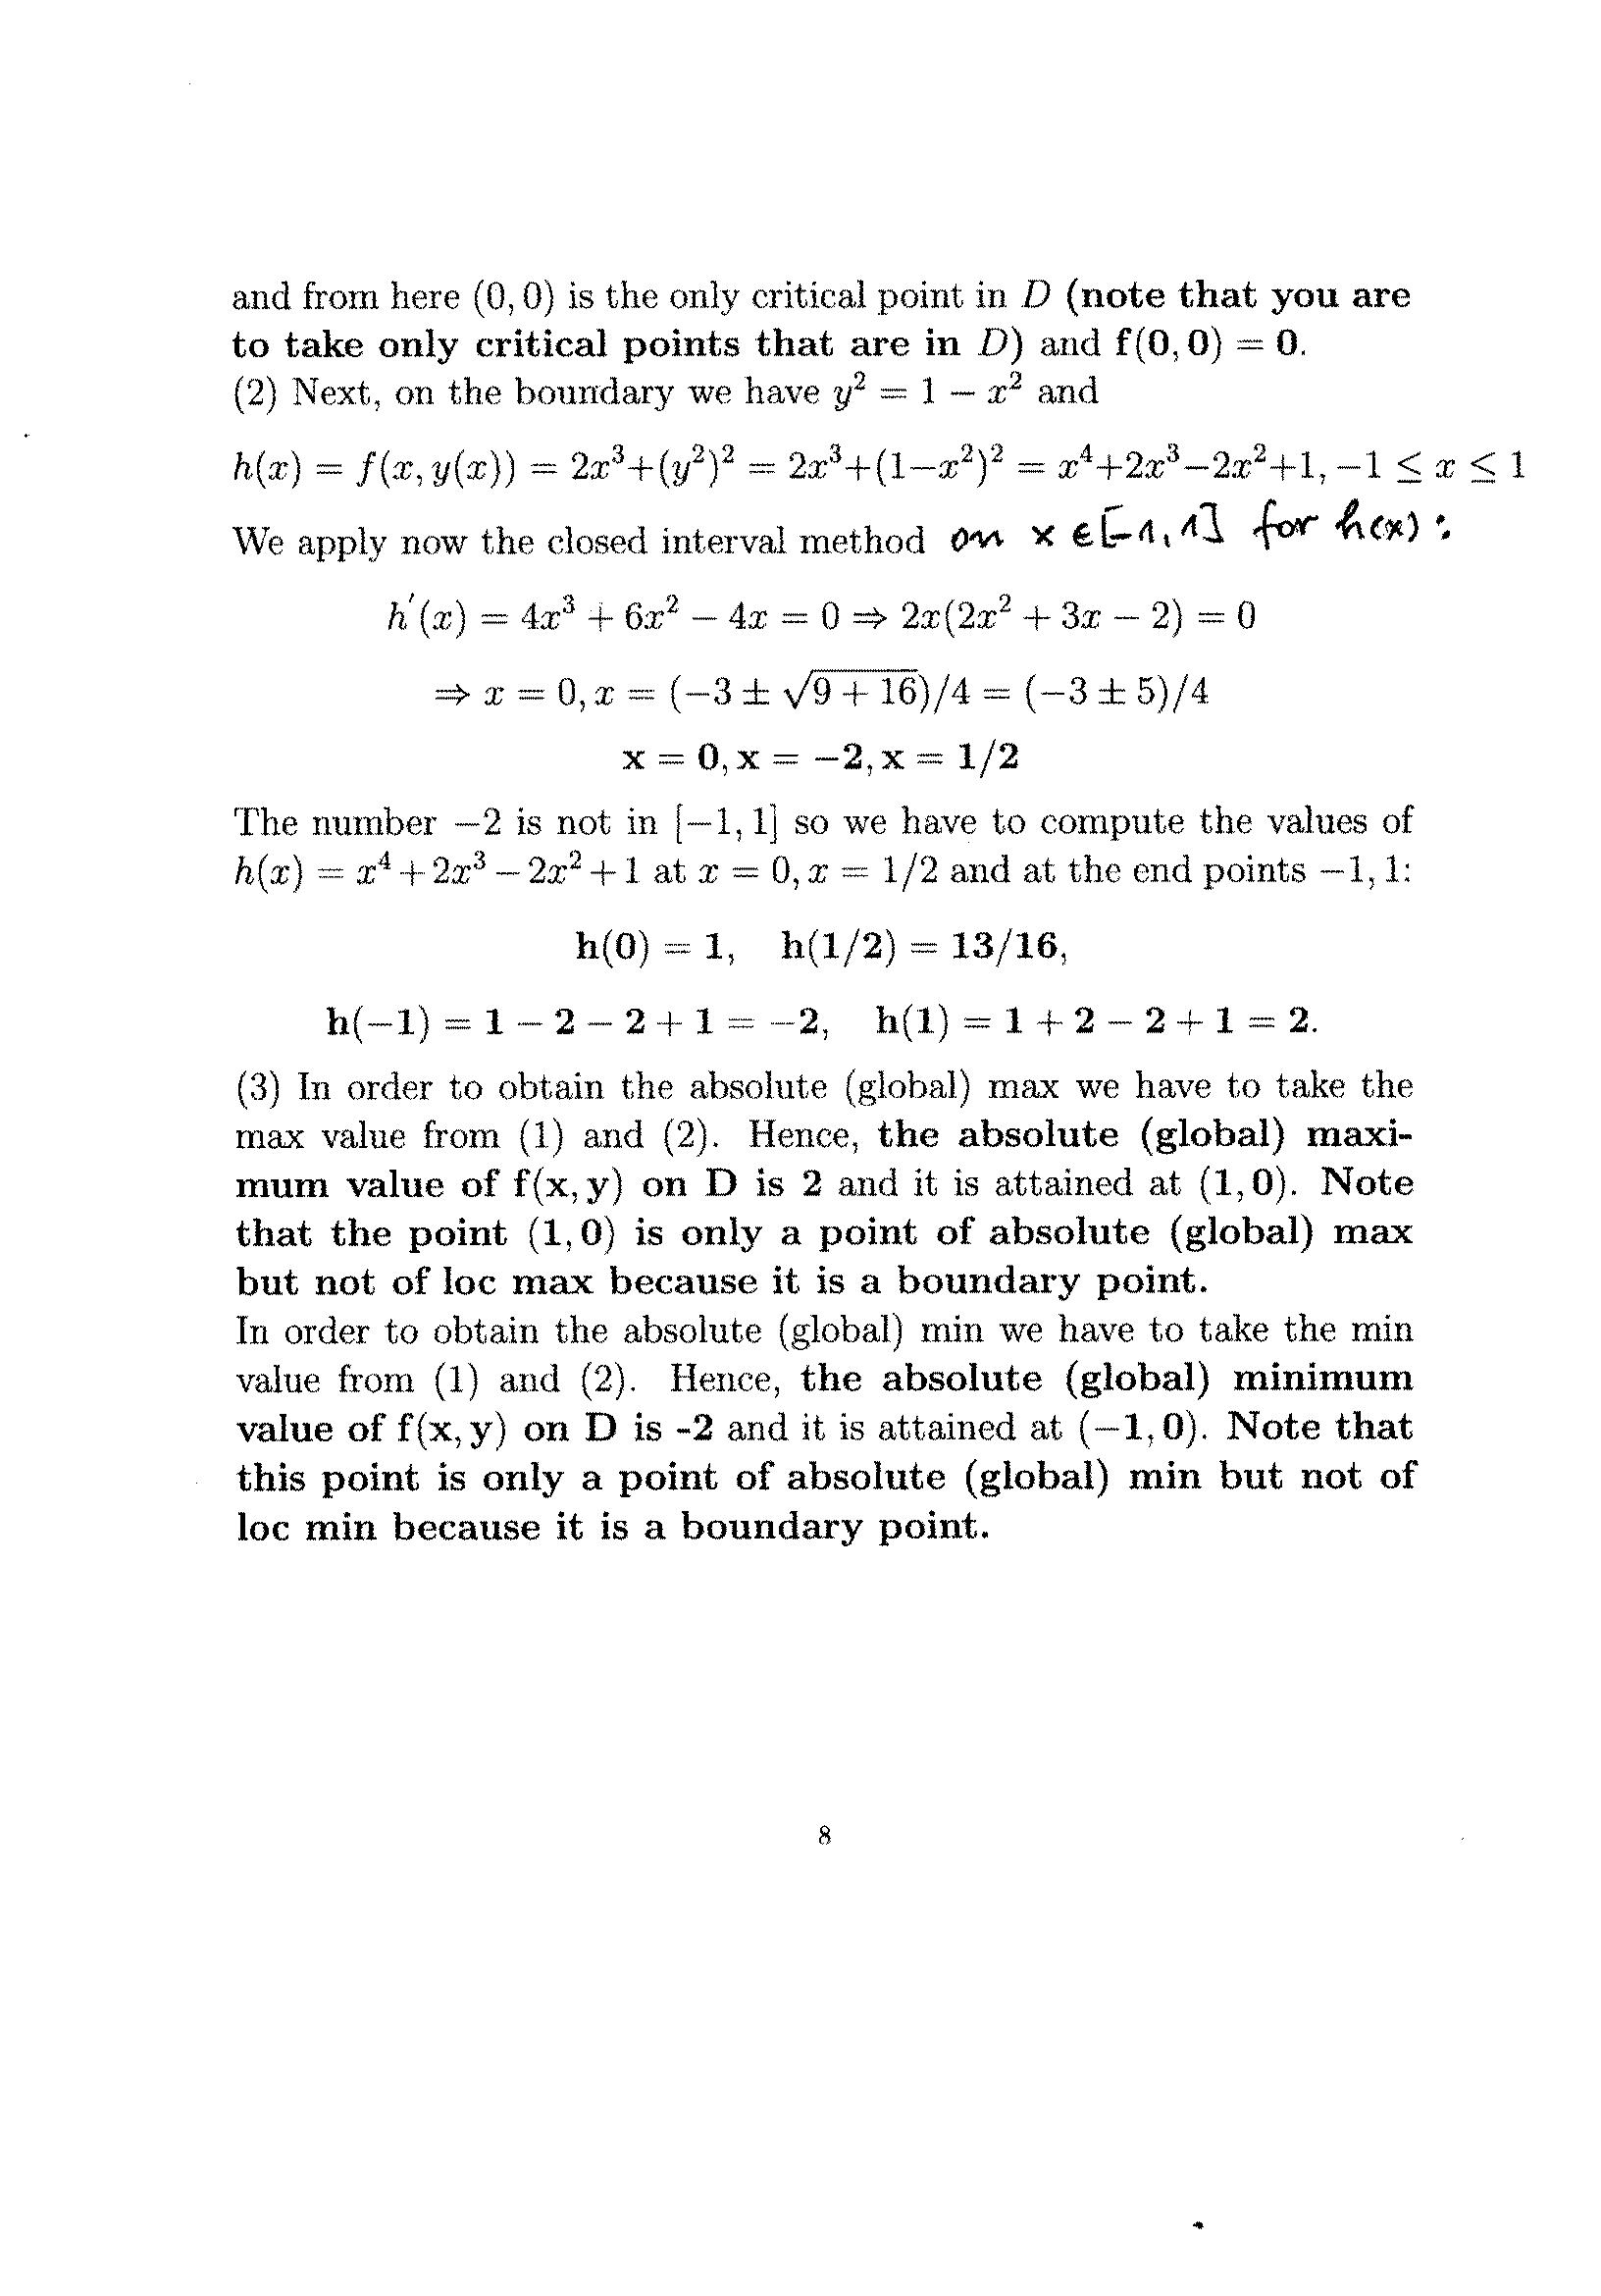 and from here (0, 0) is the only critical point in D (note that you are
to take only critical points that are in D) and f(0, 0) = 0.
(2) Next, on the boundary we have y² = 1 − x² and
h(x) = f(x, y(x)) = 2x³+(y²)² = 2x³+(1−x²)² = x⁴+2x³−2x²+1, −1 ≤ x ≤ 1
We apply now the closed interval method on x ∈ [-1, 1] for h(x) :
h′(x) = 4x³ + 6x² − 4x = 0 ⇒ 2x(2x² + 3x − 2) = 0
⇒ x = 0, x = (−3 ± √(9 + 16))/4 = (−3 ± 5)/4
x = 0, x = −2, x = 1/2
The number −2 is not in [−1, 1] so we have to compute the values of
h(x) = x⁴ + 2x³ − 2x² + 1 at x = 0, x = 1/2 and at the end points −1, 1:
h(0) = 1, h(1/2) = 13/16,
h(−1) = 1 − 2 − 2 + 1 = −2, h(1) = 1 + 2 − 2 + 1 = 2.
(3) In order to obtain the absolute (global) max we have to take the
max value from (1) and (2). Hence, the absolute (global) maxi-
mum value of f(x, y) on D is 2 and it is attained at (1, 0). Note
that the point (1, 0) is only a point of absolute (global) max
but not of loc max because it is a boundary point.
In order to obtain the absolute (global) min we have to take the min
value from (1) and (2). Hence, the absolute (global) minimum
value of f(x, y) on D is -2 and it is attained at (−1, 0). Note that
this point is only a point of absolute (global) min but not of
loc min because it is a boundary point.
8